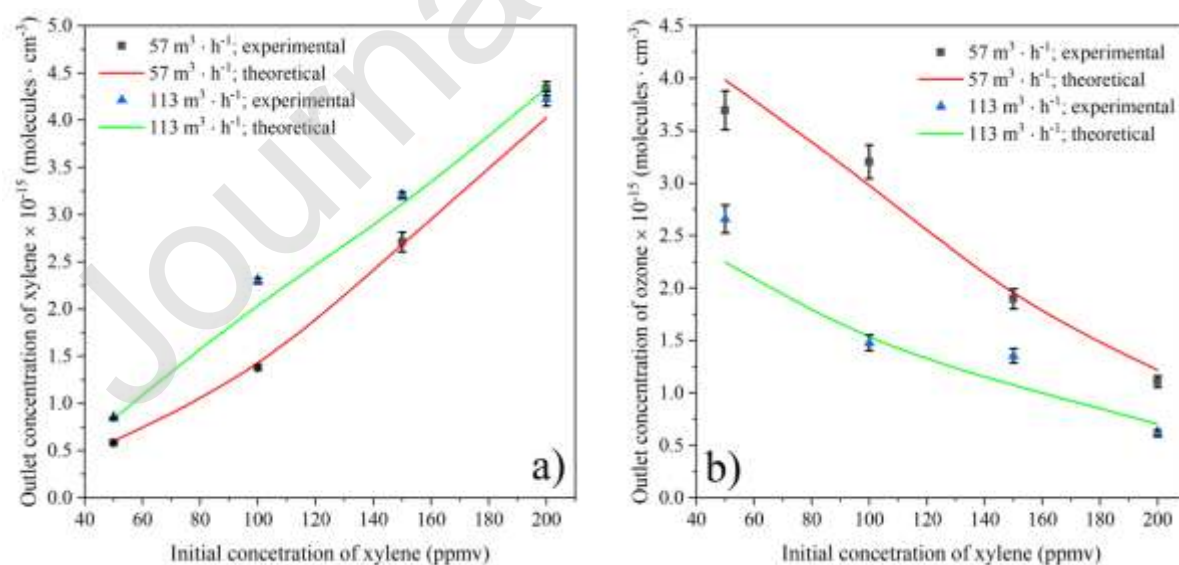 Journa
5.0
4.5
4.0
3.5
3.0
2.5
2.0
1.5
1.0
0.5
0.0
Outlet concentration of xylene × 10⁻¹⁵ (molecules · cm⁻³)
57 m³ · h⁻¹; experimental
57 m³ · h⁻¹; theoretical
113 m³ · h⁻¹; experimental
113 m³ · h⁻¹; theoretical
a)
40 60 80 100 120 140 160 180 200
Initial concetration of xylene (ppmv)
4.5
4.0
3.5
3.0
2.5
2.0
1.5
1.0
0.5
0.0
Outlet concentration of ozone × 10⁻¹⁵ (molecules · cm⁻³)
57 m³ · h⁻¹; experimental
57 m³ · h⁻¹; theoretical
113 m³ · h⁻¹; experimental
113 m³ · h⁻¹; theoretical
b)
40 60 80 100 120 140 160 180 200
Initial concetration of xylene (ppmv)